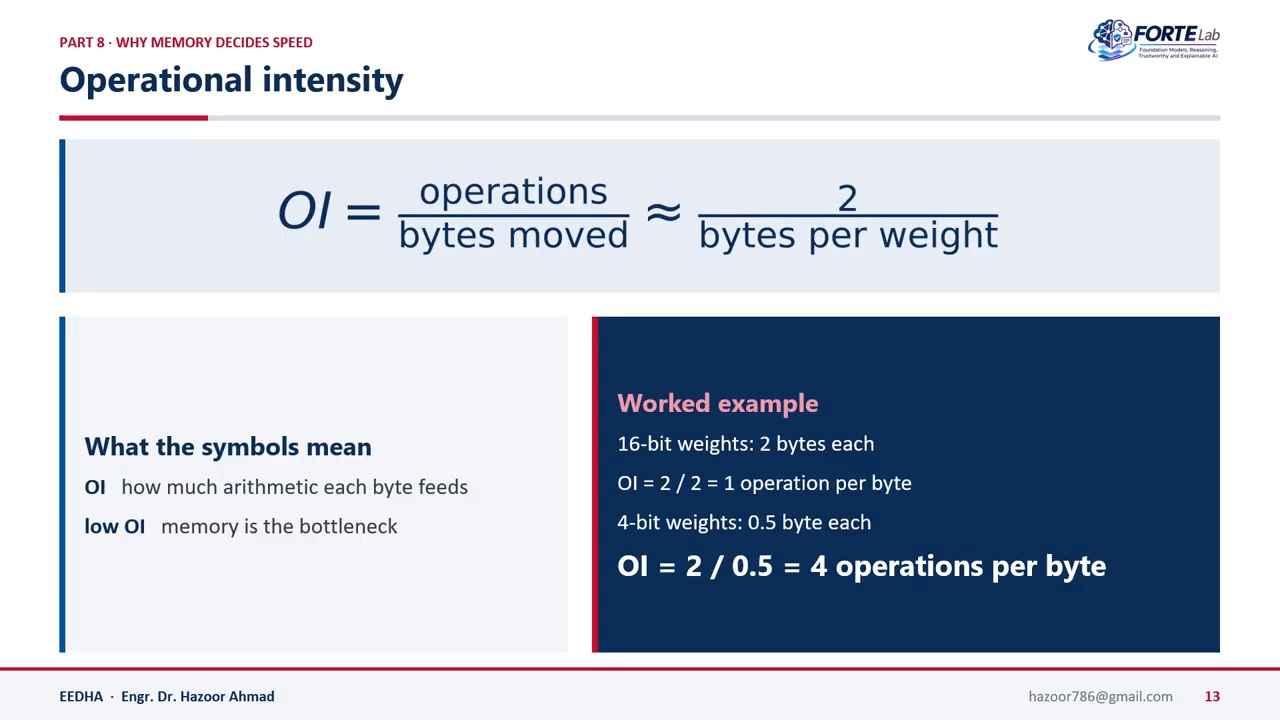 PART 8 · WHY MEMORY DECIDES SPEED
FORTE Lab
Foundation Models, Reasoning,
Trustworthy and Explainable AI
Operational intensity
OI = operations / bytes moved ≈ 2 / bytes per weight
What the symbols mean
OI how much arithmetic each byte feeds
low OI memory is the bottleneck
Worked example
16-bit weights: 2 bytes each
OI = 2 / 2 = 1 operation per byte
4-bit weights: 0.5 byte each
OI = 2 / 0.5 = 4 operations per byte
EEDHA · Engr. Dr. Hazoor Ahmad
hazoor786@gmail.com 13